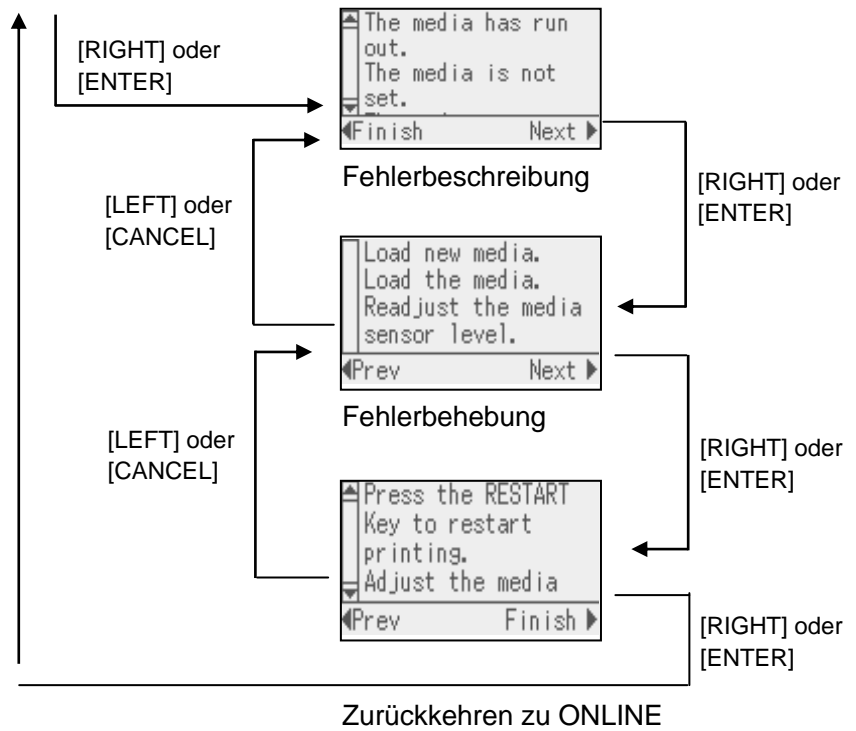 [RIGHT] oder
[ENTER]
The media has run
out.
The media is not
set.
Finish Next
Fehlerbeschreibung
[RIGHT] oder
[ENTER]
[LEFT] oder
[CANCEL]
Load new media.
Load the media.
Readjust the media
sensor level.
Prev Next
Fehlerbehebung
[LEFT] oder
[CANCEL]
[RIGHT] oder
[ENTER]
Press the RESTART
Key to restart
printing.
Adjust the media
Prev Finish
[RIGHT] oder
[ENTER]
Zurückkehren zu ONLINE